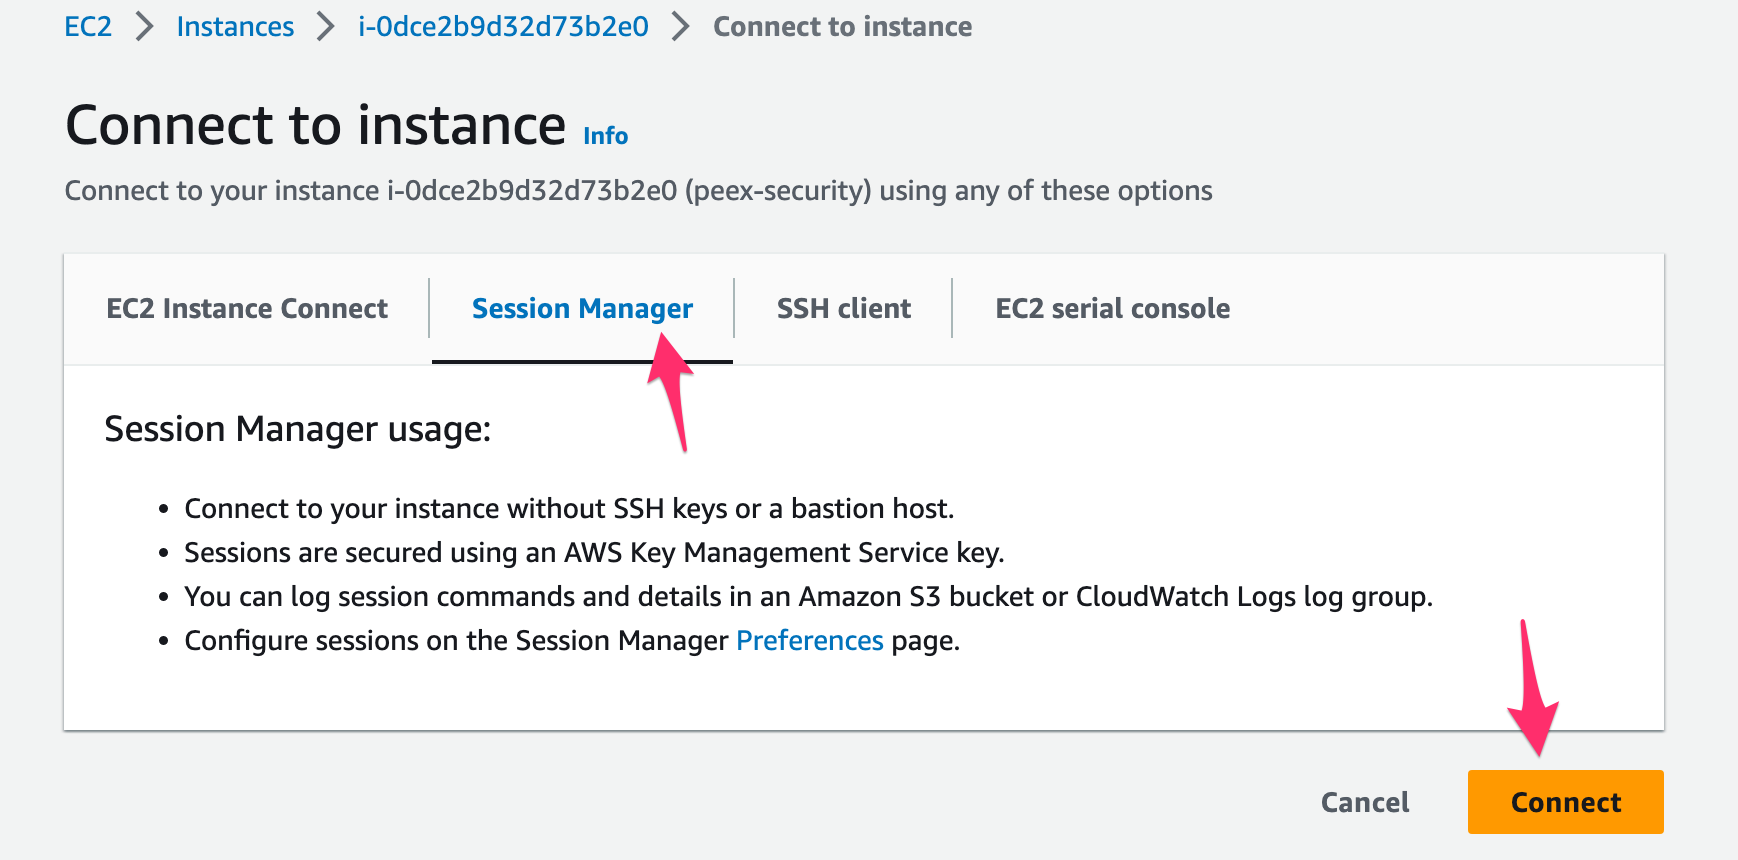 EC2 > Instances > i-0dce2b9d32d73b2e0 > Connect to instance
Connect to instance Info
Connect to your instance i-0dce2b9d32d73b2e0 (peex-security) using any of these options
EC2 Instance Connect | Session Manager | SSH client | EC2 serial console
Session Manager usage:
• Connect to your instance without SSH keys or a bastion host.
• Sessions are secured using an AWS Key Management Service key.
• You can log session commands and details in an Amazon S3 bucket or CloudWatch Logs log group.
• Configure sessions on the Session Manager Preferences page.
Cancel Connect